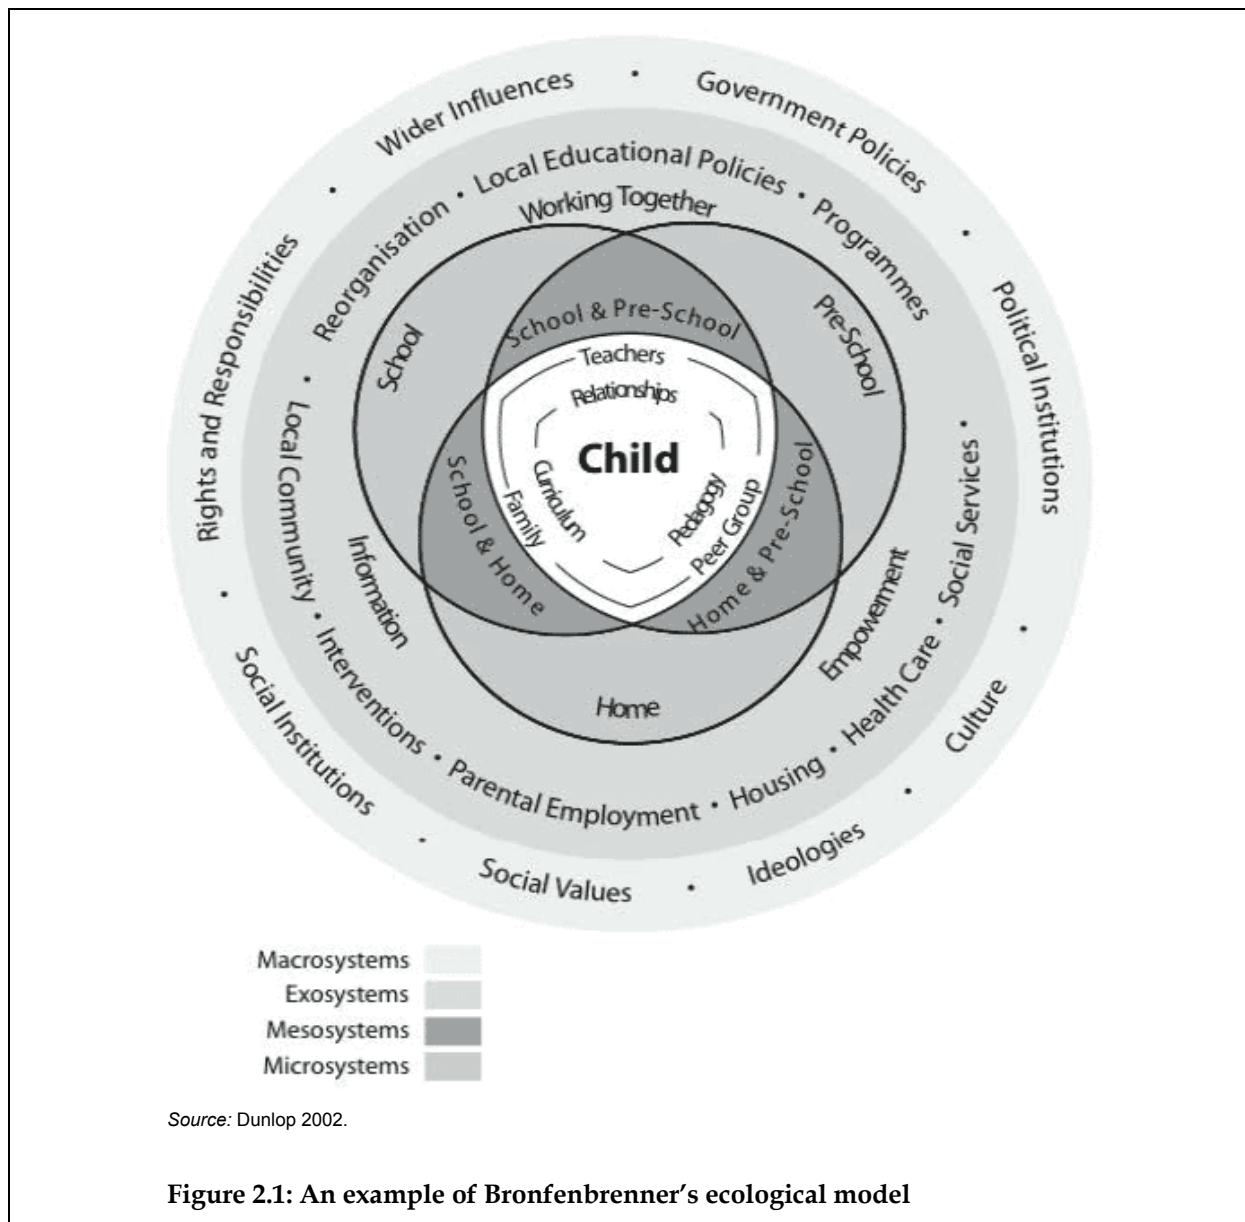 Wider Influences • Government Policies • Political Institutions • Culture • Ideologies • Social Values • Social Institutions • Rights and Responsibilities •
Reorganisation • Local Educational Policies • Programmes
Social Services • Health Care • Housing • Parental Employment • Interventions • Local Community •
Working Together
Empowerment
Information
School
Pre-School
Home
School & Pre-School
School & Home
Home & Pre-School
Teachers
Family
Peer Group
Relationships
Curriculum
Pedagogy
Child
Macrosystems
Exosystems
Mesosystems
Microsystems
Source: Dunlop 2002.
Figure 2.1: An example of Bronfenbrenner’s ecological model